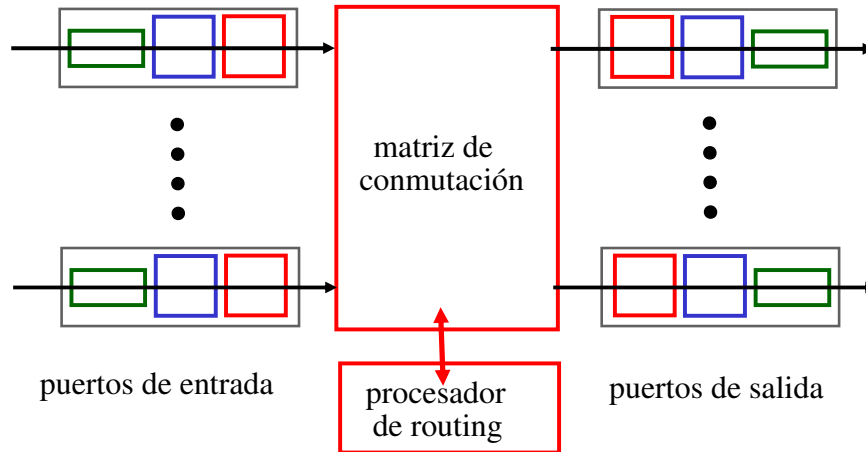 matriz de
conmutación
puertos de entrada
procesador
de routing
puertos de salida